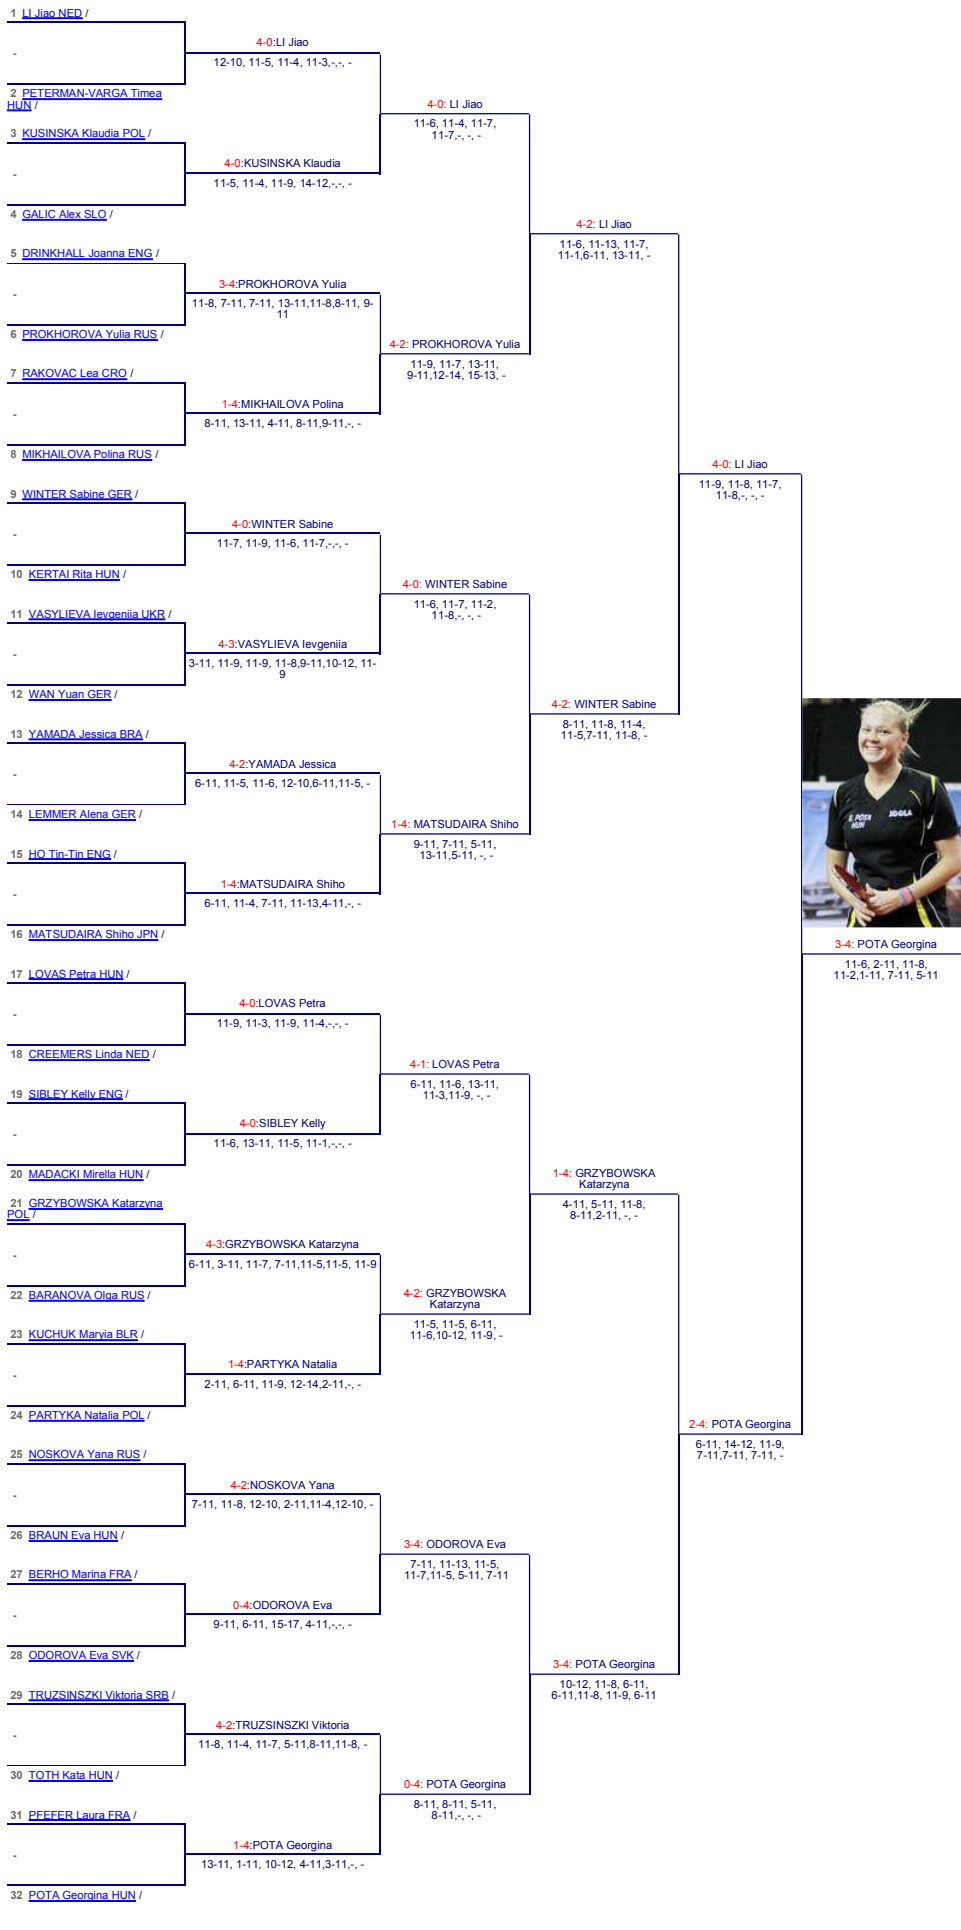 1 LI Jiao NED /
-
2 PETERMAN-VARGA Timea
HUN /
3 KUSINSKA Klaudia POL /
-
4 GALIC Alex SLO /
5 DRINKHALL Joanna ENG /
-
6 PROKHOROVA Yulia RUS /
7 RAKOVAC Lea CRO /
-
8 MIKHAILOVA Polina RUS /
9 WINTER Sabine GER /
-
10 KERTAI Rita HUN /
11 VASYLIEVA Ievgeniia UKR /
-
12 WAN Yuan GER /
13 YAMADA Jessica BRA /
-
14 LEMMER Alena GER /
15 HO Tin-Tin ENG /
-
16 MATSUDAIRA Shiho JPN /
17 LOVAS Petra HUN /
-
18 CREEMERS Linda NED /
19 SIBLEY Kelly ENG /
-
20 MADACKI Mirella HUN /
21 GRZYBOWSKA Katarzyna
POL /
-
22 BARANOVA Olga RUS /
23 KUCHUK Maryia BLR /
-
24 PARTYKA Natalia POL /
25 NOSKOVA Yana RUS /
-
26 BRAUN Eva HUN /
27 BERHO Marina FRA /
-
28 ODOROVA Eva SVK /
29 TRUZSINSZKI Viktoria SRB /
-
30 TOTH Kata HUN /
31 PFEFER Laura FRA /
-
32 POTA Georgina HUN /
4-0:LI Jiao
12-10, 11-5, 11-4, 11-3,-,-, -
4-0:KUSINSKA Klaudia
11-5, 11-4, 11-9, 14-12,-,-, -
3-4:PROKHOROVA Yulia
11-8, 7-11, 7-11, 13-11,11-8,8-11, 9-
11
1-4:MIKHAILOVA Polina
8-11, 13-11, 4-11, 8-11,9-11,-, -
4-0:WINTER Sabine
11-7, 11-9, 11-6, 11-7,-,-, -
4-3:VASYLIEVA Ievgeniia
3-11, 11-9, 11-9, 11-8,9-11,10-12, 11-
9
4-2:YAMADA Jessica
6-11, 11-5, 11-6, 12-10,6-11,11-5, -
1-4:MATSUDAIRA Shiho
6-11, 11-4, 7-11, 11-13,4-11,-, -
4-0:LOVAS Petra
11-9, 11-3, 11-9, 11-4,-,-, -
4-0:SIBLEY Kelly
11-6, 13-11, 11-5, 11-1,-,-, -
4-3:GRZYBOWSKA Katarzyna
6-11, 3-11, 11-7, 7-11,11-5,11-5, 11-9
1-4:PARTYKA Natalia
2-11, 6-11, 11-9, 12-14,2-11,-, -
4-2:NOSKOVA Yana
7-11, 11-8, 12-10, 2-11,11-4,12-10, -
0-4:ODOROVA Eva
9-11, 6-11, 15-17, 4-11,-,-, -
4-2:TRUZSINSZKI Viktoria
11-8, 11-4, 11-7, 5-11,8-11,11-8, -
1-4:POTA Georgina
13-11, 1-11, 10-12, 4-11,3-11,-, -
4-0: LI Jiao
11-6, 11-4, 11-7,
11-7,-, -, -
4-2: PROKHOROVA Yulia
11-9, 11-7, 13-11,
9-11,12-14, 15-13, -
4-0: WINTER Sabine
11-6, 11-7, 11-2,
11-8,-, -, -
1-4: MATSUDAIRA Shiho
9-11, 7-11, 5-11,
13-11,5-11, -, -
4-1: LOVAS Petra
6-11, 11-6, 13-11,
11-3,11-9, -, -
4-2: GRZYBOWSKA
Katarzyna
11-5, 11-5, 6-11,
11-6,10-12, 11-9, -
3-4: ODOROVA Eva
7-11, 11-13, 11-5,
11-7,11-5, 5-11, 7-11
0-4: POTA Georgina
8-11, 8-11, 5-11,
8-11,-, -, -
4-2: LI Jiao
11-6, 11-13, 11-7,
11-1,6-11, 13-11, -
4-2: WINTER Sabine
8-11, 11-8, 11-4,
11-5,7-11, 11-8, -
1-4: GRZYBOWSKA
Katarzyna
4-11, 5-11, 11-8,
8-11,2-11, -, -
3-4: POTA Georgina
10-12, 11-8, 6-11,
6-11,11-8, 11-9, 6-11
4-0: LI Jiao
11-9, 11-8, 11-7,
11-8,-, -, -
2-4: POTA Georgina
6-11, 14-12, 11-9,
7-11,7-11, 7-11, -
POTA
HUN
JOOLA
3-4: POTA Georgina
11-6, 2-11, 11-8,
11-2,1-11, 7-11, 5-11